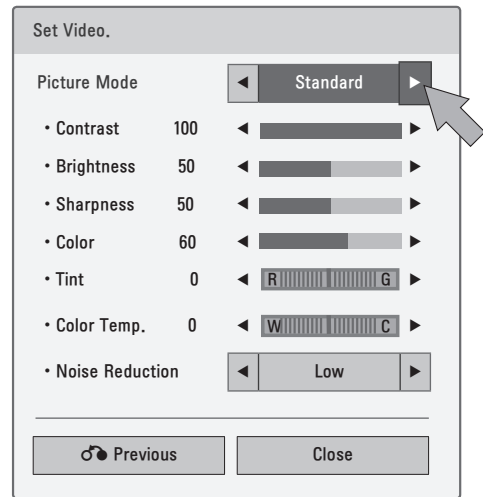 Set Video.
Picture Mode ◄ Standard ►
• Contrast 100 ◄ ►
• Brightness 50 ◄ ►
• Sharpness 50 ◄ ►
• Color 60 ◄ ►
• Tint 0 ◄ R G ►
• Color Temp. 0 ◄ W C ►
• Noise Reduction ◄ Low ►
Previous Close